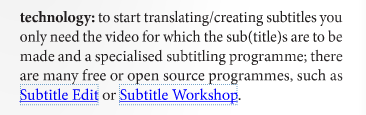 technology: to start translating/creating subtitles you
only need the video for which the sub(title)s are to be
made and a specialised subtitling programme; there
are many free or open source programmes, such as
Subtitle Edit or Subtitle Workshop.